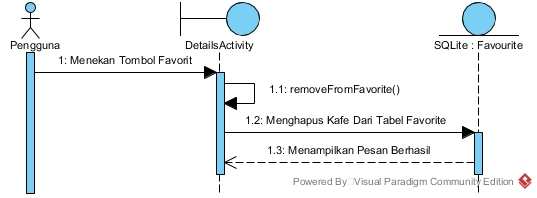 Pengguna
DetailsActivity
SQLite : Favourite
1: Menekan Tombol Favorit
1.1: removeFromFavorite()
1.2: Menghapus Kafe Dari Tabel Favorite
1.3: Menampilkan Pesan Berhasil
Powered By Visual Paradigm Community Edition